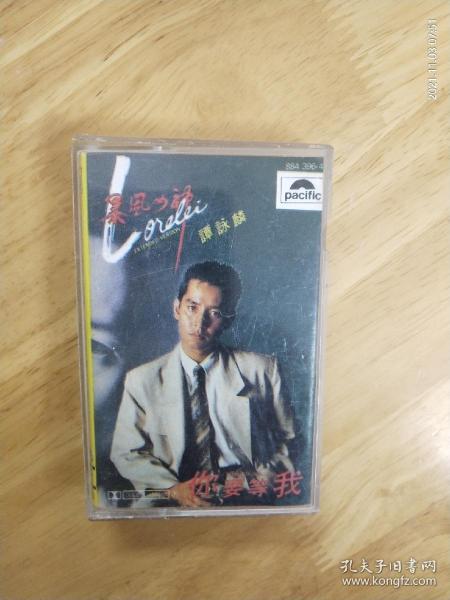 2021.11.03 07:51
884 396-4
pacific
暴風女神
Lorelei
EXTENDED VERSION
譚詠麟
你要等我
孔夫子旧书网
www.kongfz.com